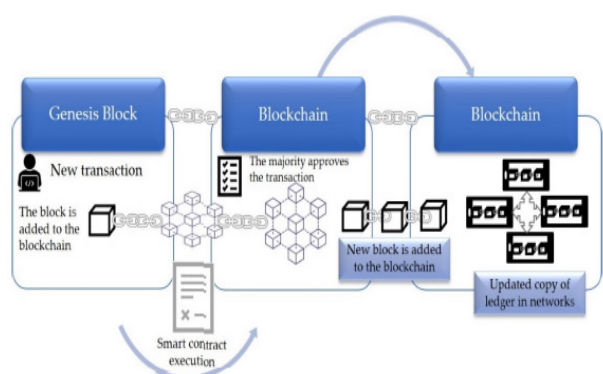 Genesis Block
Blockchain
Blockchain
New transaction
The block is
added to the
blockchain
The majority approves
the transaction
New block is added
to the blockchain
Updated copy of
ledger in networks
Smart contract
execution